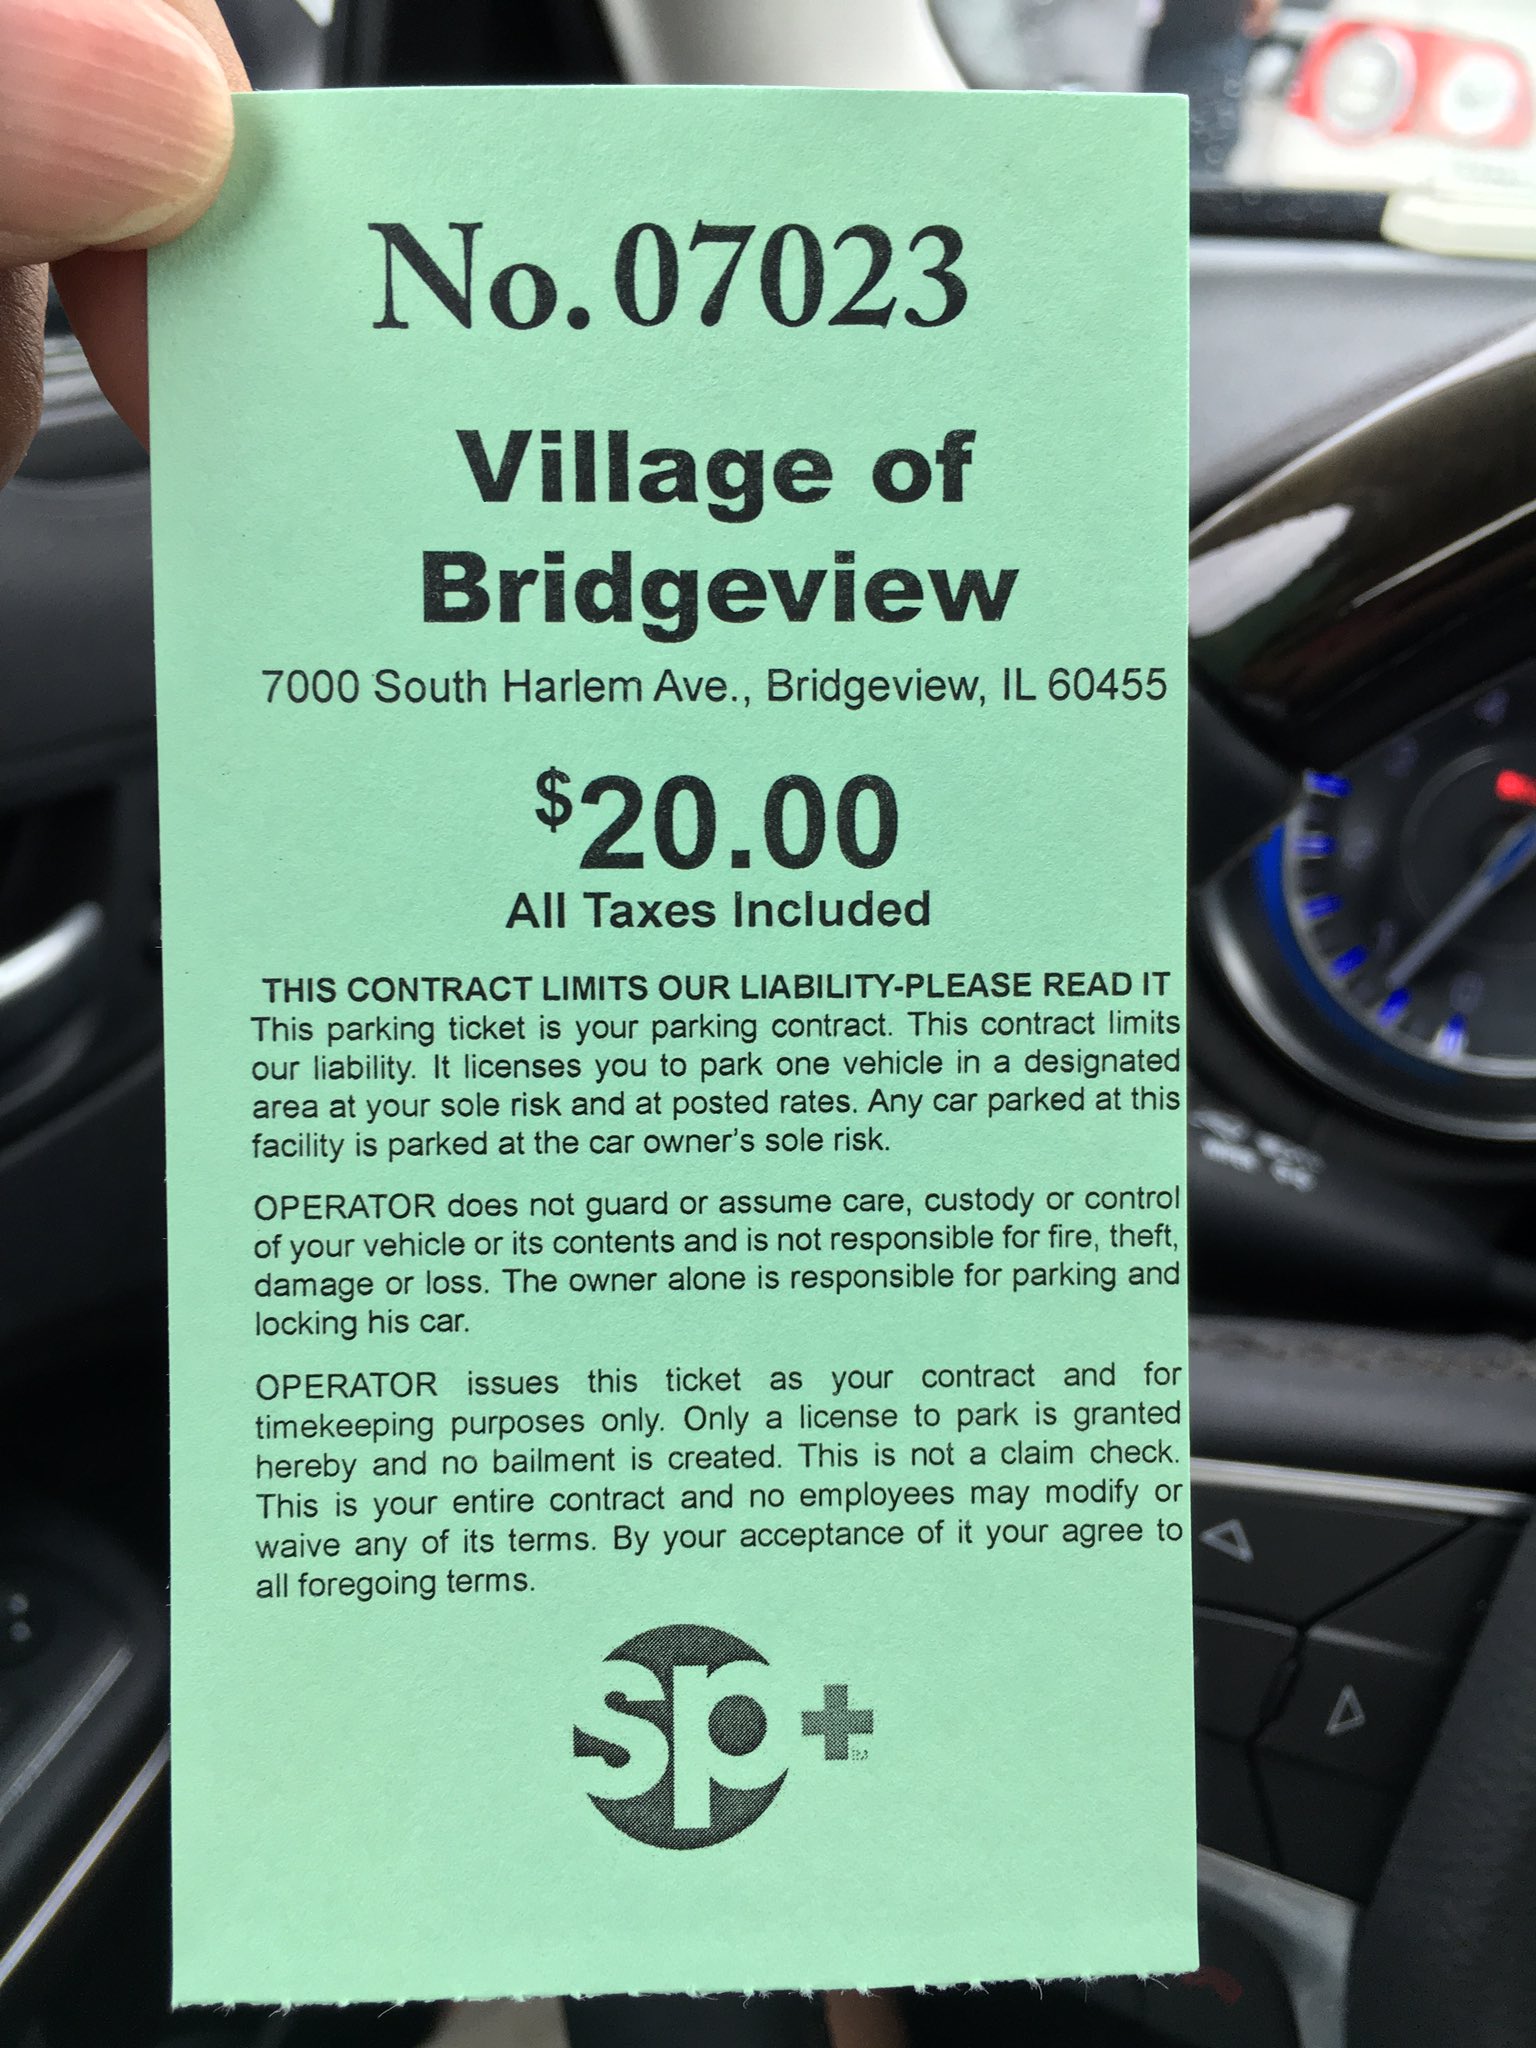 No. 07023
Village of
Bridgeview
7000 South Harlem Ave., Bridgeview, IL 60455
$20.00
All Taxes Included
THIS CONTRACT LIMITS OUR LIABILITY-PLEASE READ IT
This parking ticket is your parking contract. This contract limits
our liability. It licenses you to park one vehicle in a designated
area at your sole risk and at posted rates. Any car parked at this
facility is parked at the car owner's sole risk.
OPERATOR does not guard or assume care, custody or control
of your vehicle or its contents and is not responsible for fire, theft,
damage or loss. The owner alone is responsible for parking and
locking his car.
OPERATOR issues this ticket as your contract and for
timekeeping purposes only. Only a license to park is granted
hereby and no bailment is created. This is not a claim check.
This is your entire contract and no employees may modify or
waive any of its terms. By your acceptance of it your agree to
all foregoing terms.
sp+